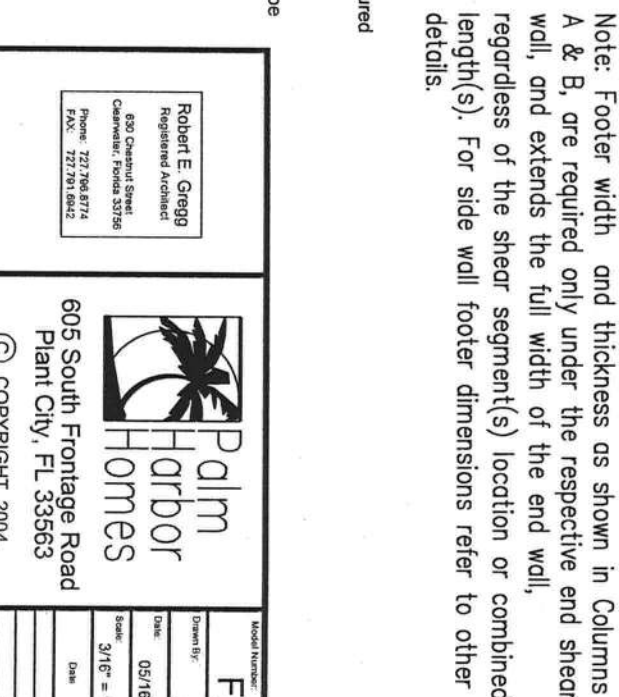 Note: Footer width and thickness as shown in Columns
A & B, are required only under the respective end shear
wall, and extends the full width of the end wall,
regardless of the shear segment(s) location or combined
length(s). For side wall footer dimensions refer to other
details.
Robert E. Gregg
Registered Architect
630 Chestnut Street
Clearwater, Florida 33756
Phone: 727.796.8774
FAX: 727.791.6942
Palm
Harbor
Homes
605 South Frontage Road
Plant City, FL 33563
© COPYRIGHT 2004
Model Number:
F
Drawn By:
Date:
05/16
Scale:
3/16" =
Date